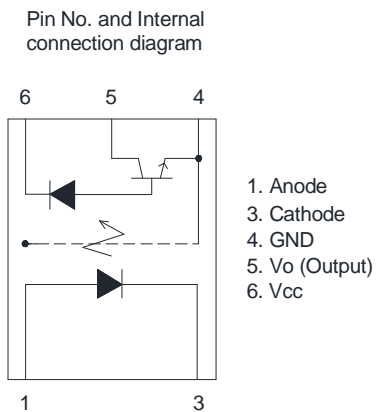 Pin No. and Internal
connection diagram
6 5 4
1. Anode
3. Cathode
4. GND
5. Vo (Output)
6. Vcc
1 3